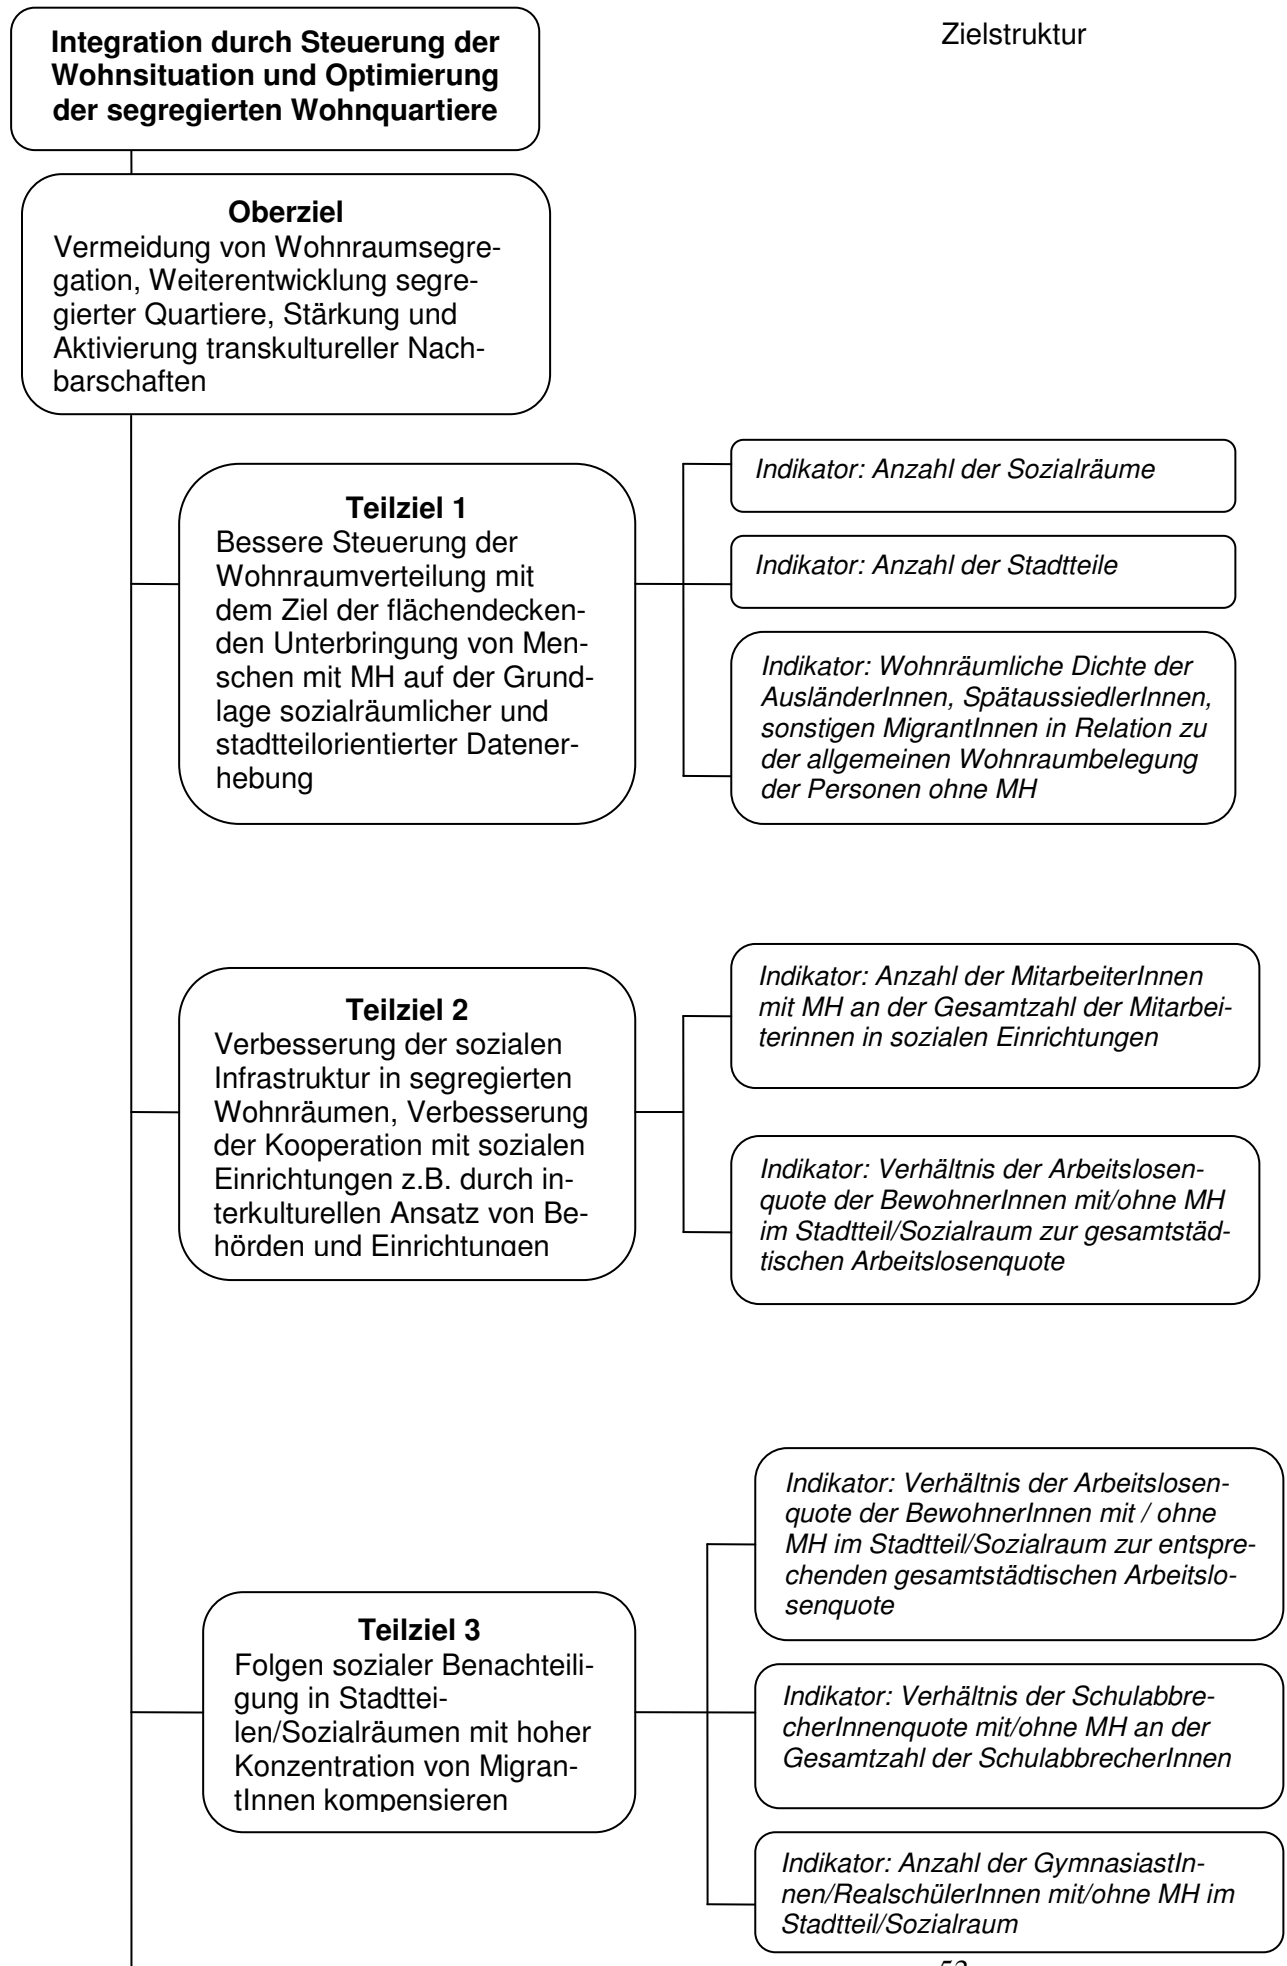 Zielstruktur
Integration durch Steuerung der
Wohnsituation und Optimierung
der segregierten Wohnquartiere
Oberziel
Vermeidung von Wohnraumsegre-
gation, Weiterentwicklung segre-
gierter Quartiere, Stärkung und
Aktivierung transkultureller Nach-
barschaften
Teilziel 1
Bessere Steuerung der
Wohnraumverteilung mit
dem Ziel der flächendecken-
den Unterbringung von Men-
schen mit MH auf der Grund-
lage sozialräumlicher und
stadtteilorientierter Datener-
hebung
Indikator: Anzahl der Sozialräume
Indikator: Anzahl der Stadtteile
Indikator: Wohnräumliche Dichte der
AusländerInnen, SpätaussiedlerInnen,
sonstigen MigrantInnen in Relation zu
der allgemeinen Wohnraumbelegung
der Personen ohne MH
Teilziel 2
Verbesserung der sozialen
Infrastruktur in segregierten
Wohnräumen, Verbesserung
der Kooperation mit sozialen
Einrichtungen z.B. durch in-
terkulturellen Ansatz von Be-
hörden und Einrichtungen
Indikator: Anzahl der MitarbeiterInnen
mit MH an der Gesamtzahl der Mitarbei-
terinnen in sozialen Einrichtungen
Indikator: Verhältnis der Arbeitslosen-
quote der BewohnerInnen mit/ohne MH
im Stadtteil/Sozialraum zur gesamtstäd-
tischen Arbeitslosenquote
Teilziel 3
Folgen sozialer Benachteili-
gung in Stadttei-
len/Sozialräumen mit hoher
Konzentration von Migran-
tInnen kompensieren
Indikator: Verhältnis der Arbeitslosen-
quote der BewohnerInnen mit / ohne
MH im Stadtteil/Sozialraum zur entspre-
chenden gesamtstädtischen Arbeitslo-
senquote
Indikator: Verhältnis der Schulabbre-
cherInnenquote mit/ohne MH an der
Gesamtzahl der SchulabbrecherInnen
Indikator: Anzahl der GymnasiastIn-
nen/RealschülerInnen mit/ohne MH im
Stadtteil/Sozialraum